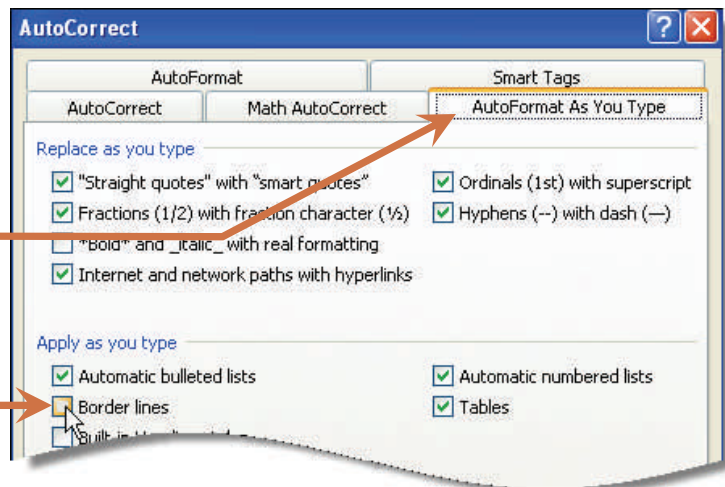 AutoCorrect
AutoFormat Smart Tags
AutoCorrect Math AutoCorrect AutoFormat As You Type
Replace as you type
"Straight quotes" with “smart quotes” Ordinals (1st) with superscript
Fractions (1/2) with fraction character (½) Hyphens (--) with dash (—)
*Bold* and _italic_ with real formatting
Internet and network paths with hyperlinks
Apply as you type
Automatic bulleted lists Automatic numbered lists
Border lines Tables